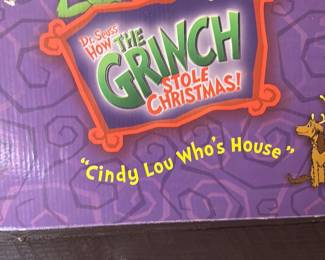 Dr. Seuss'
HOW THE
GRINCH
STOLE
CHRISTMAS!
"Cindy Lou Who's House"